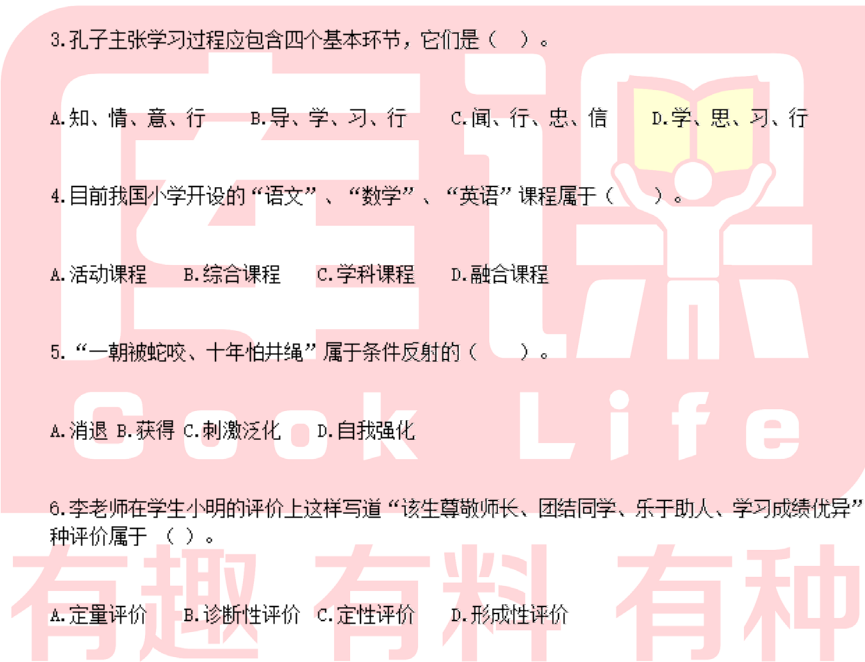 3.孔子主张学习过程应包含四个基本环节，它们是（ ）。
A.知、情、意、行 B.导、学、习、行 C.闻、行、忠、信 D.学、思、习、行
4.目前我国小学开设的“语文”、“数学”、“英语”课程属于（ ）。
A.活动课程 B.综合课程 C.学科课程 D.融合课程
5.“一朝被蛇咬、十年怕井绳”属于条件反射的（ ）。
A.消退 B.获得 C.刺激泛化 D.自我强化
6.李老师在学生小明的评价上这样写道“该生尊敬师长、团结同学、乐于助人、学习成绩优异”
种评价属于 （ ）。
A.定量评价 B.诊断性评价 C.定性评价 D.形成性评价
库课
Cook Life
有趣 有料 有种